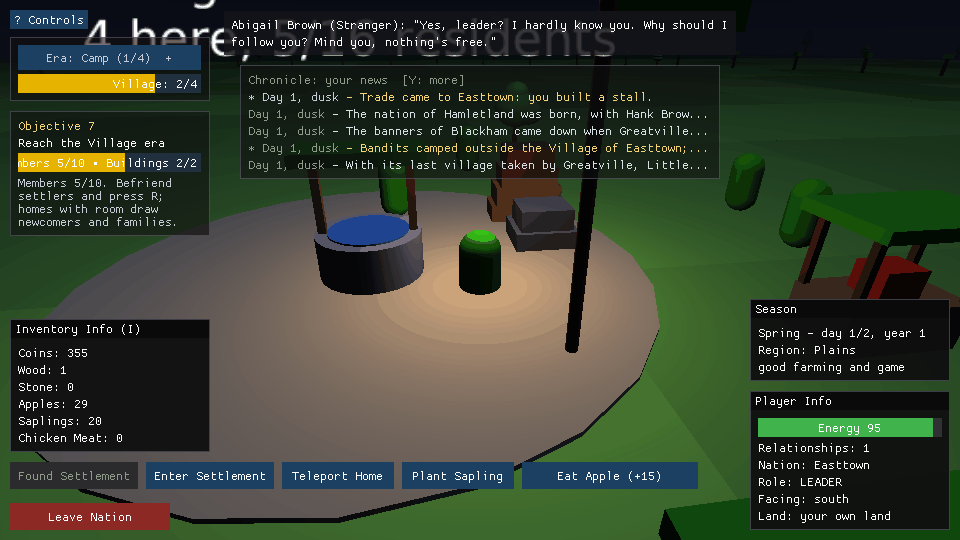 ? Controls
4 here, 5/16 residents
Abigail Brown (Stranger): "Yes, leader? I hardly know you. Why should I
follow you? Mind you, nothing's free."
Era: Camp (1/4) +
Village: 2/4
Chronicle: your news [Y: more]
* Day 1, dusk – Trade came to Easttown: you built a stall.
Day 1, dusk – The nation of Hamletland was born, with Hank Brow...
Day 1, dusk – The banners of Blackham came down when Greatville...
* Day 1, dusk – Bandits camped outside the Village of Easttown;...
Day 1, dusk – With its last village taken by Greatville, Little...
Objective 7
Reach the Village era
mbers 5/10 • Buildings 2/2
Members 5/10. Befriend
settlers and press R;
homes with room draw
newcomers and families.
Inventory Info (I)
Coins: 355
Wood: 1
Stone: 0
Apples: 29
Saplings: 20
Chicken Meat: 0
Season
Spring – day 1/2, year 1
Region: Plains
good farming and game
Player Info
Energy 95
Relationships: 1
Nation: Easttown
Role: LEADER
Facing: south
Land: your own land
Found Settlement
Enter Settlement
Teleport Home
Plant Sapling
Eat Apple (+15)
Leave Nation